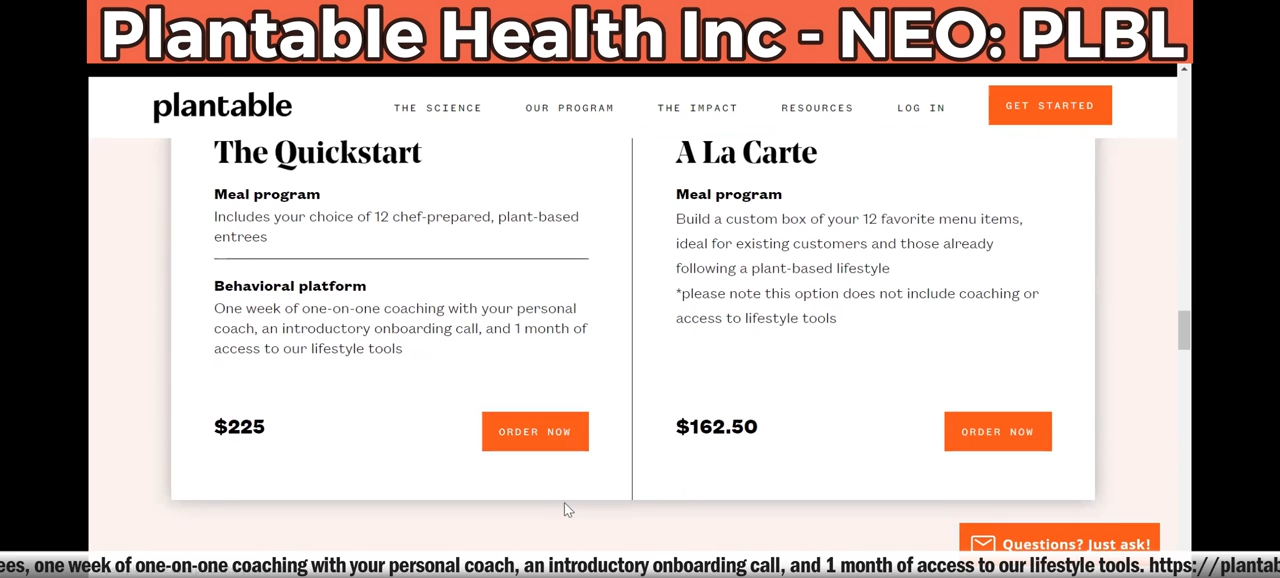 Plantable Health Inc - NEO: PLBL
plantable
THE SCIENCE
OUR PROGRAM
THE IMPACT
RESOURCES
LOG IN
GET STARTED
The Quickstart
Meal program
Includes your choice of 12 chef-prepared, plant-based
entrees
Behavioral platform
One week of one-on-one coaching with your personal
coach, an introductory onboarding call, and 1 month of
access to our lifestyle tools
$225
ORDER NOW
A La Carte
Meal program
Build a custom box of your 12 favorite menu items,
ideal for existing customers and those already
following a plant-based lifestyle
*please note this option does not include coaching or
access to lifestyle tools
$162.50
ORDER NOW
Questions? Just ask!
ees, one week of one-on-one coaching with your personal coach, an introductory onboarding call, and 1 month of access to our lifestyle tools. https://plantab